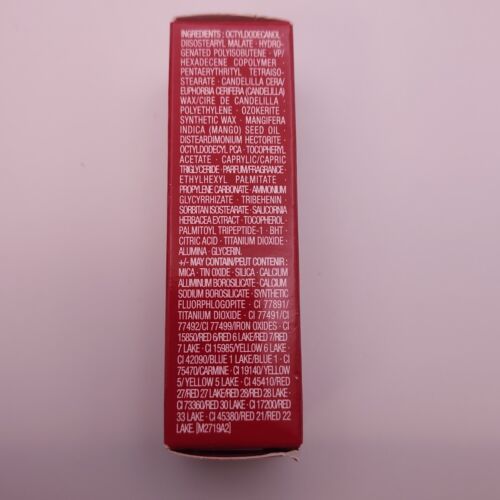 INGREDIENTS : OCTYLDODECANOL ·
DIISOSTEARYL MALATE · HYDRO-
GENATED POLYISOBUTENE · VP/
HEXADECENE COPOLYMER ·
PENTAERYTHRITYL TETRAISO-
STEARATE · CANDELILLA CERA/
EUPHORBIA CERIFERA (CANDELILLA)
WAX/CIRE DE CANDELILLA ·
POLYETHYLENE · OZOKERITE ·
SYNTHETIC WAX · MANGIFERA
INDICA (MANGO) SEED OIL ·
DISTEARDIMONIUM HECTORITE ·
OCTYLDODECYL PCA · TOCOPHERYL
ACETATE · CAPRYLIC/CAPRIC
TRIGLYCERIDE · PARFUM/FRAGRANCE ·
ETHYLHEXYL PALMITATE ·
PROPYLENE CARBONATE · AMMONIUM
GLYCYRRHIZATE · TRIBEHENIN ·
SORBITAN ISOSTEARATE · SALICORNIA
HERBACEA EXTRACT · TOCOPHEROL ·
PALMITOYL TRIPEPTIDE-1 · BHT ·
CITRIC ACID · TITANIUM DIOXIDE ·
ALUMINA · GLYCERIN.
+/- MAY CONTAIN/PEUT CONTENIR :
MICA · TIN OXIDE · SILICA · CALCIUM
ALUMINUM BOROSILICATE · CALCIUM
SODIUM BOROSILICATE · SYNTHETIC
FLUORPHLOGOPITE · CI 77891/
TITANIUM DIOXIDE · CI 77491/CI
77492/CI 77499/IRON OXIDES · CI
15850/RED 6/RED 6 LAKE/RED 7/RED
7 LAKE · CI 15985/YELLOW 6 LAKE ·
CI 42090/BLUE 1 LAKE/BLUE 1 · CI
75470/CARMINE · CI 19140/YELLOW
5/ YELLOW 5 LAKE · CI 45410/RED
27/RED 27 LAKE/RED 28/RED 28 LAKE ·
CI 73360/RED 30 LAKE · CI 17200/RED
33 LAKE · CI 45380/RED 21/RED 22
LAKE. [M2719A2]